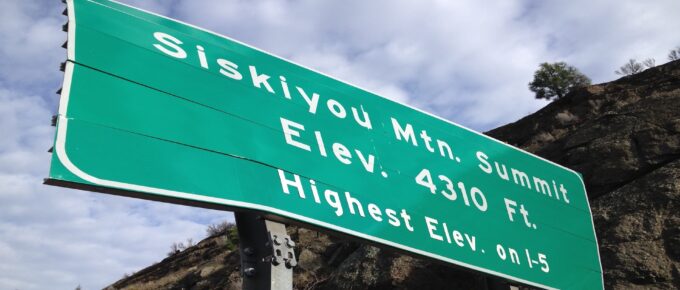 Siskiyou Mtn. Summit
Elev. 4310 Ft.
Highest Elev. on I-5